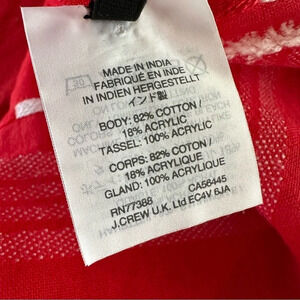 MADE IN INDIA
FABRIQUÉ EN INDE
IN INDIEN HERGESTELLT
インド製
BODY: 82% COTTON /
18% ACRYLIC
TASSEL: 100% ACRYLIC
CORPS: 82% COTON /
18% ACRYLIQUE
GLAND: 100% ACRYLIQUE
RN77388 CA56445
J.CREW U.K. Ltd EC4V 6JA